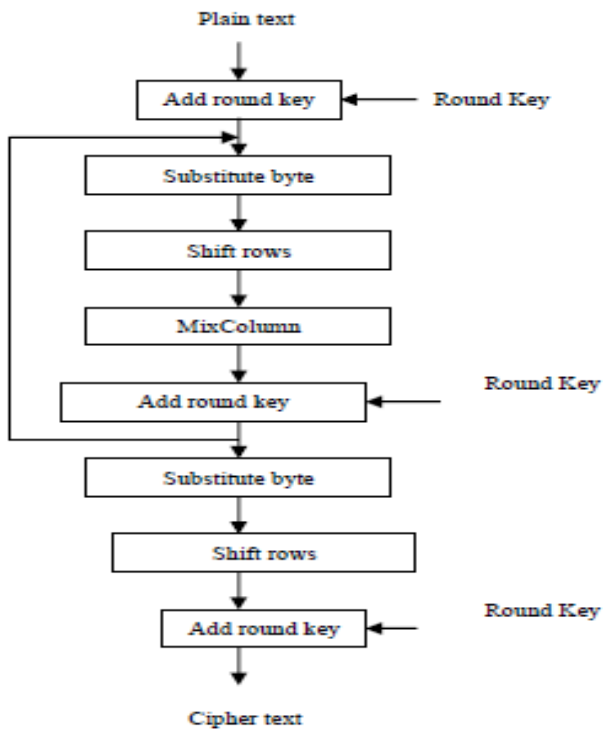 Plain text
Add round key
Round Key
Substitute byte
Shift rows
MixColumn
Add round key
Round Key
Substitute byte
Shift rows
Add round key
Round Key
Cipher text